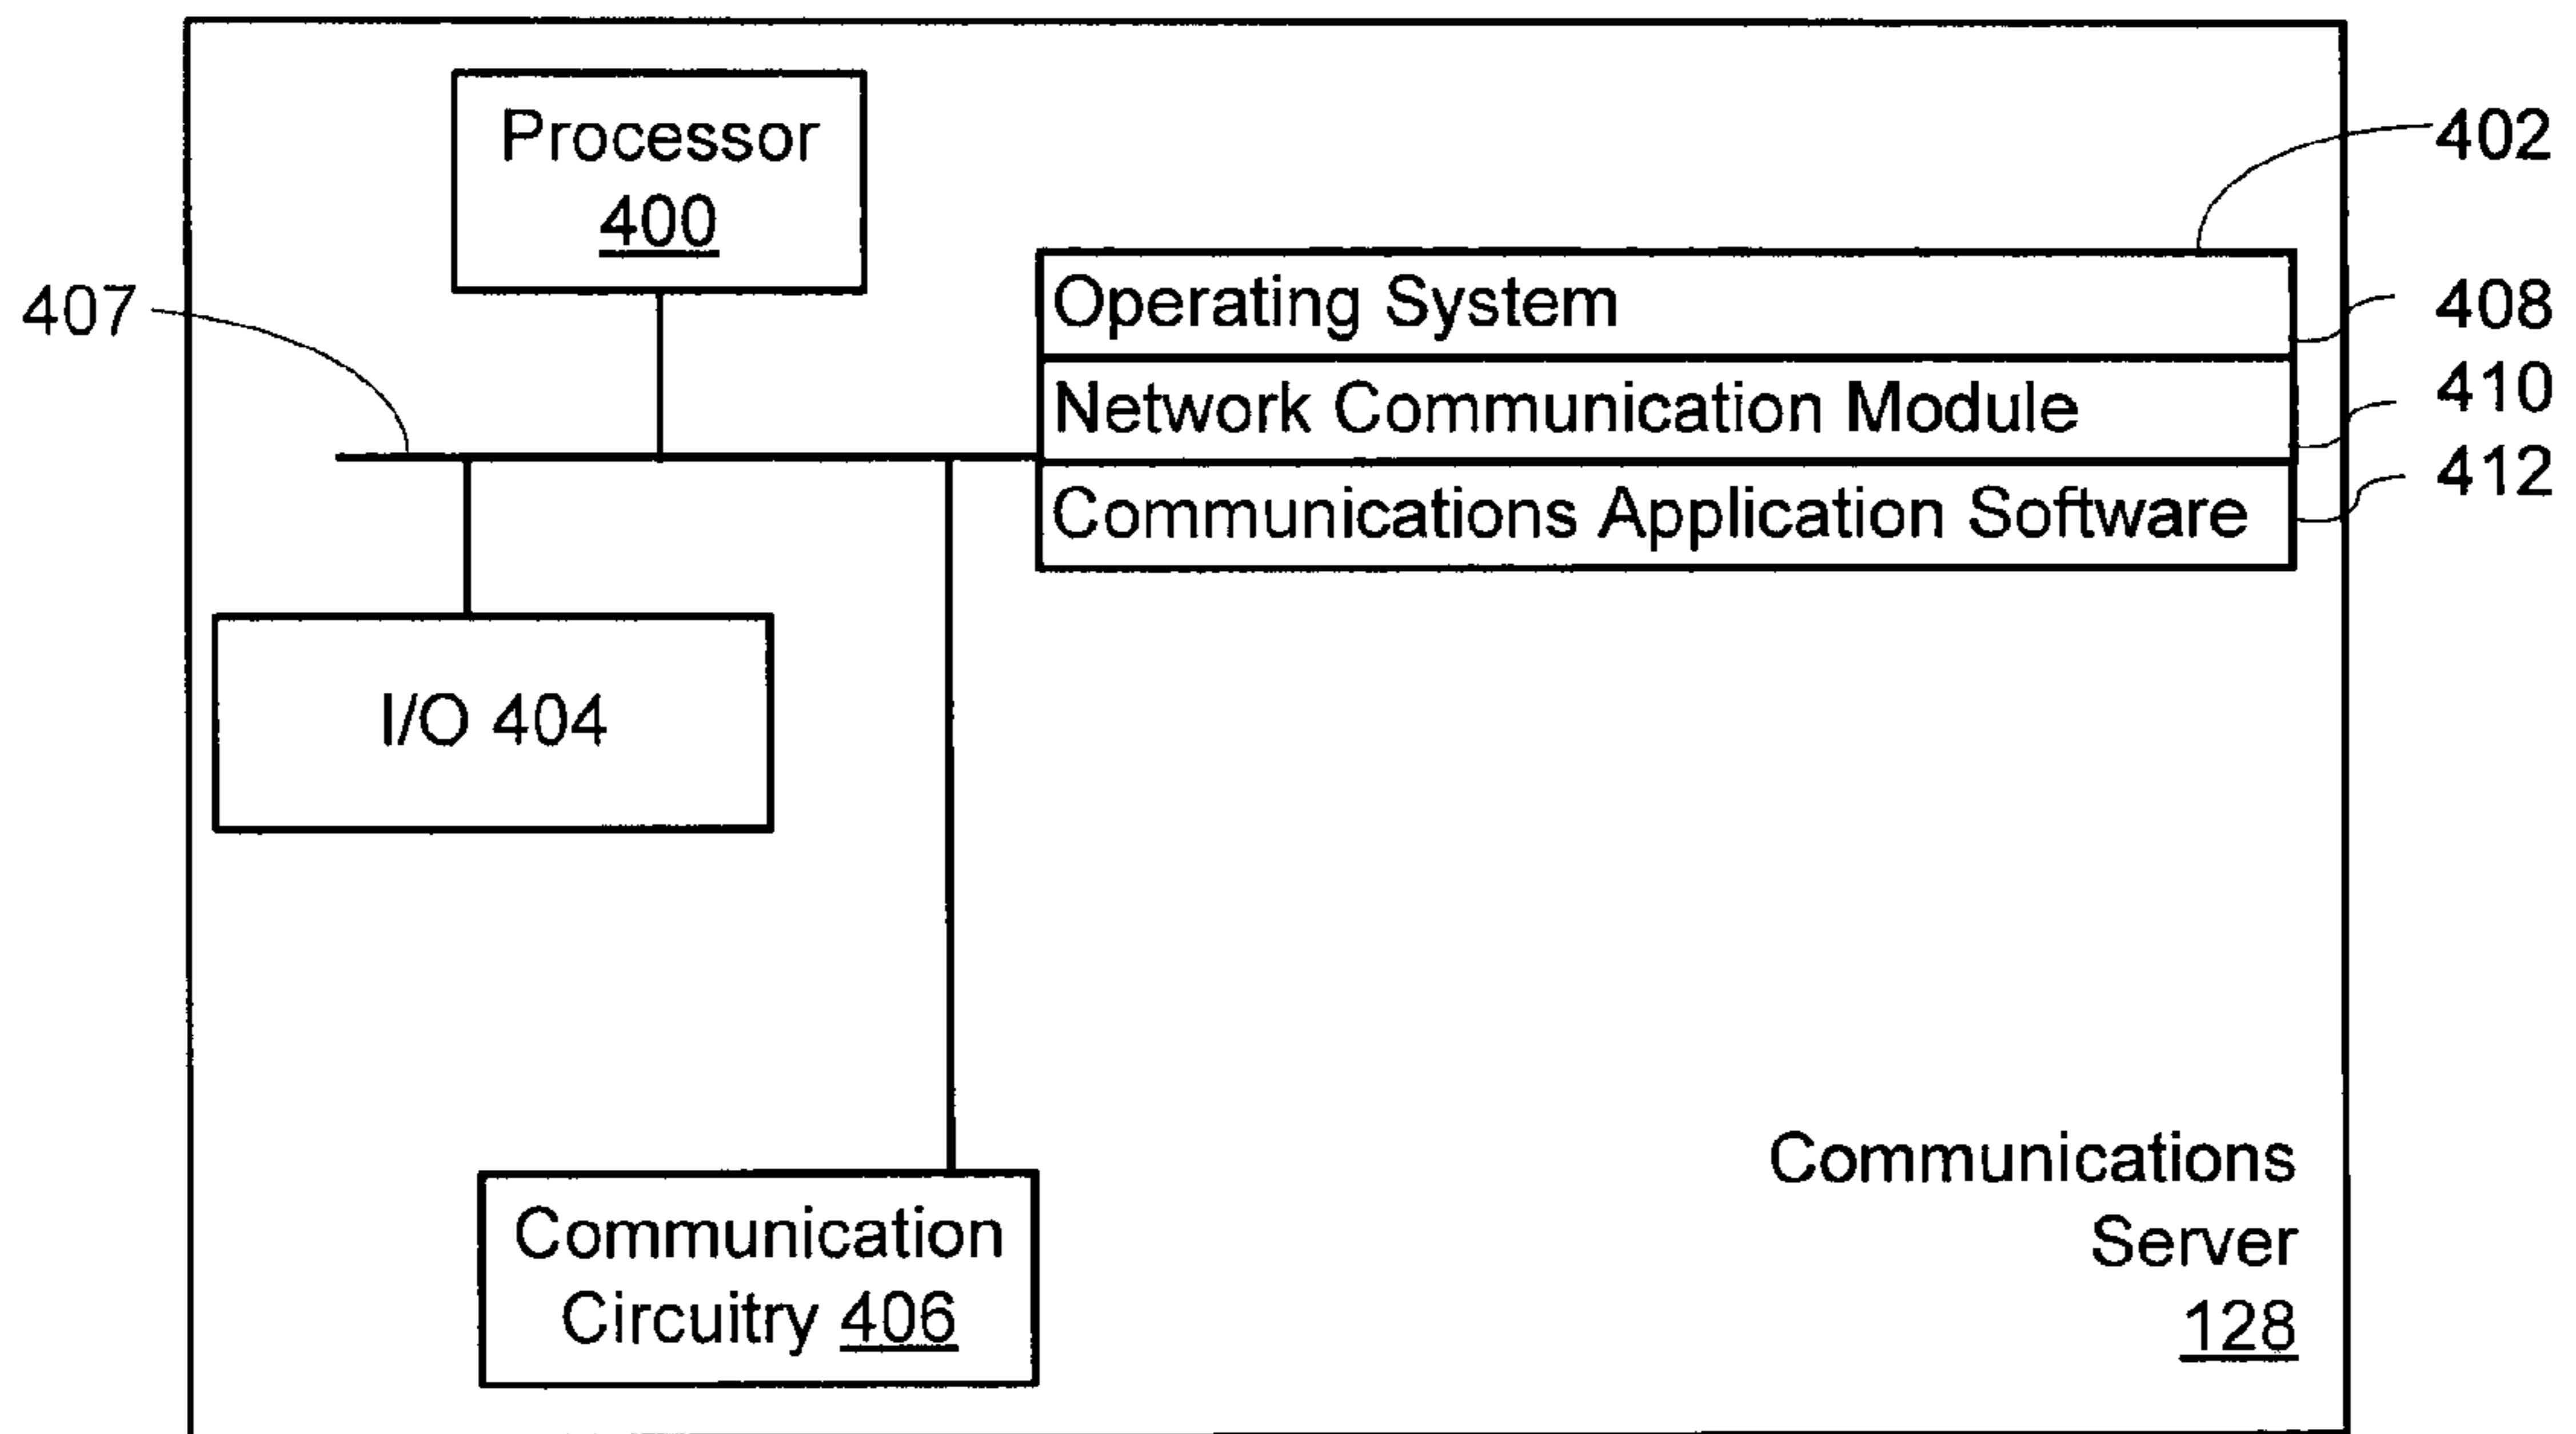 Processor
400
402
407
Operating System
408
Network Communication Module
410
Communications Application Software
412
I/O 404
Communication
Circuitry 406
Communications
Server
128